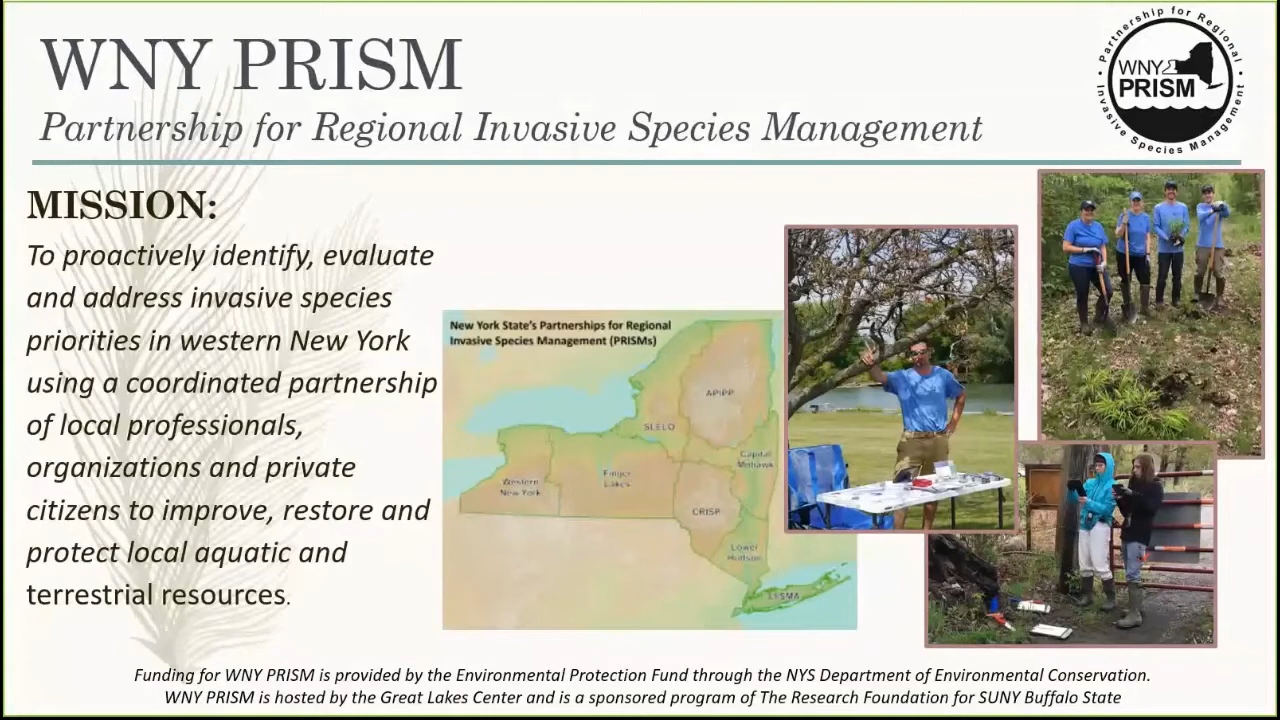 WNY PRISM
Partnership for Regional Invasive Species Management
Partnership for Regional
WNY
PRISM
Invasive Species Management
MISSION:
To proactively identify, evaluate
and address invasive species
priorities in western New York
using a coordinated partnership
of local professionals,
organizations and private
citizens to improve, restore and
protect local aquatic and
terrestrial resources.
New York State's Partnerships for Regional
Invasive Species Management (PRISMs)
APIPP
SLELO
Capital
Mohawk
Finger
Lakes
Western
New York
CRISP
Lower
Hudson
LISMA
Funding for WNY PRISM is provided by the Environmental Protection Fund through the NYS Department of Environmental Conservation.
WNY PRISM is hosted by the Great Lakes Center and is a sponsored program of The Research Foundation for SUNY Buffalo State